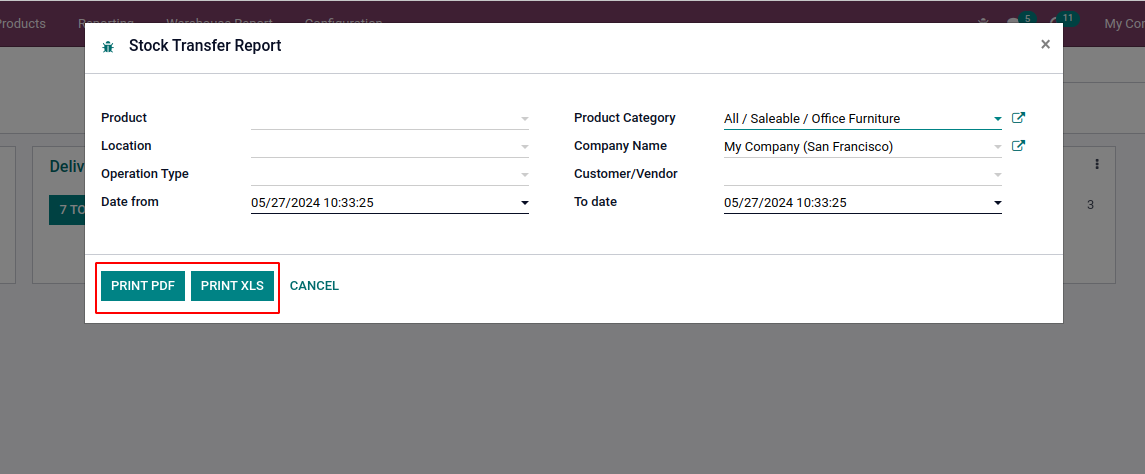 Products Reporting Warehouse Report Configuration 5 11 My Con
Stock Transfer Report ×
Product
Product Category All / Saleable / Office Furniture
Location
Company Name My Company (San Francisco)
Operation Type
Customer/Vendor
Date from 05/27/2024 10:33:25
To date 05/27/2024 10:33:25
Deliv
7 TO
3
PRINT PDF PRINT XLS CANCEL